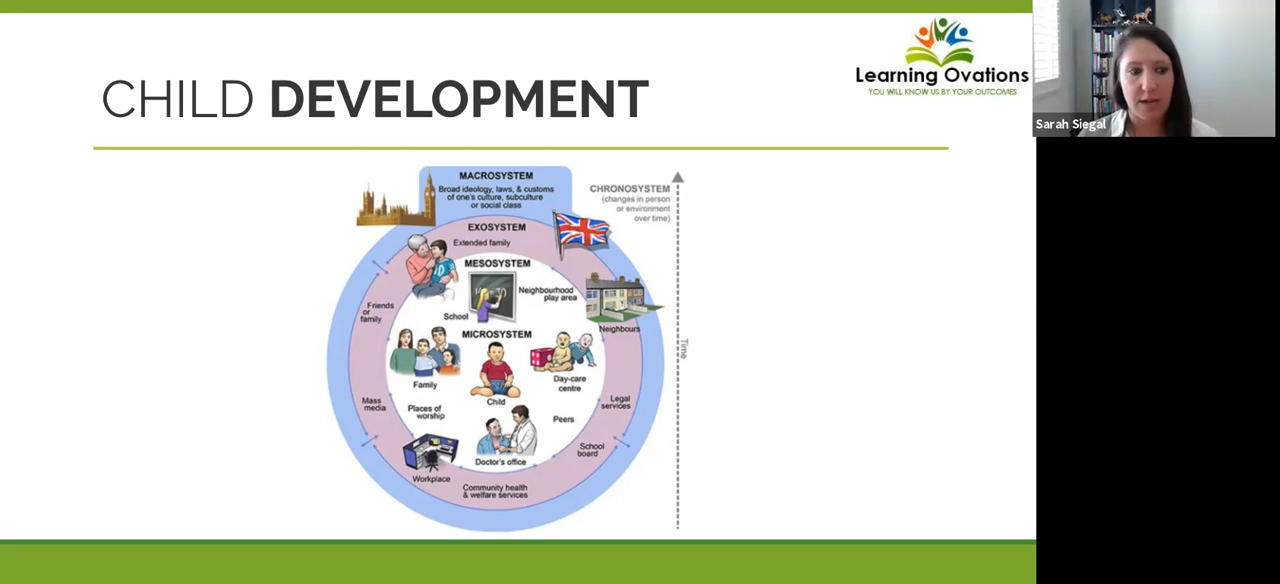 CHILD DEVELOPMENT
Learning Ovations
YOU WILL KNOW US BY YOUR OUTCOMES
Sarah Siegal
MACROSYSTEM
Broad ideology, laws, & customs
of one's culture, subculture
or social class
CHRONOSYSTEM
(changes in person
or environment
over time)
EXOSYSTEM
Extended family
MESOSYSTEM
Neighbourhood
play area
School
Friends
or
family
Neighbours
MICROSYSTEM
Time
Family
Day-care
centre
Child
Mass
media
Places of
worship
Legal
services
Peers
School
board
Doctor's office
Workplace
Community health
& welfare services